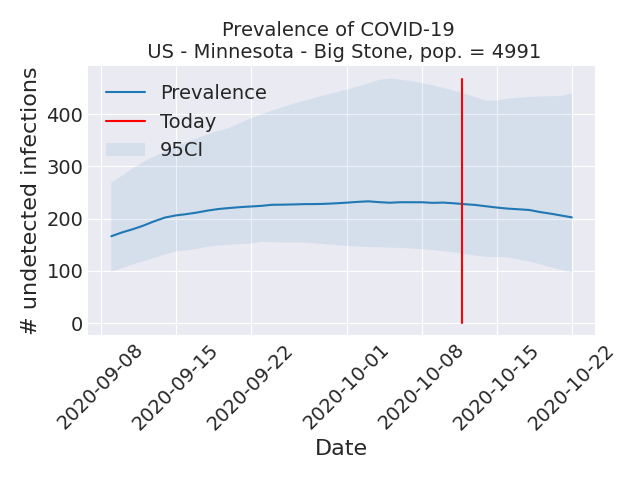 Prevalence of COVID-19
US - Minnesota - Big Stone, pop. = 4991
# undetected infections
400
300
200
100
0
Prevalence
Today
95CI
2020-09-08
2020-09-15
2020-09-22
2020-10-01
2020-10-08
2020-10-15
2020-10-22
Date